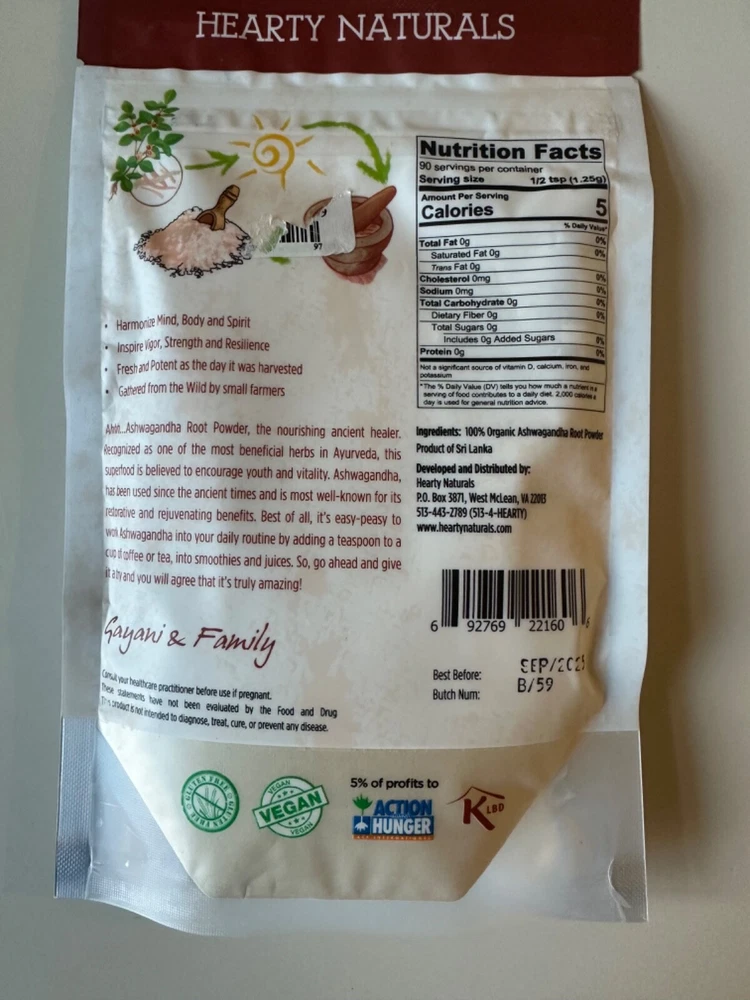 HEARTY NATURALS
97
Harmonize Mind, Body and Spirit
Inspire Vigor, Strength and Resilience
Fresh and Potent as the day it was harvested
Gathered from the Wild by small farmers
Ahhh...Ashwagandha Root Powder, the nourishing ancient healer.
Recognized as one of the most beneficial herbs in Ayurveda, this
superfood is believed to encourage youth and vitality. Ashwagandha,
has been used since the ancient times and is most well-known for its
restorative and rejuvenating benefits. Best of all, it's easy-peasy to
work Ashwagandha into your daily routine by adding a teaspoon to a
cup of coffee or tea, into smoothies and juices. So, go ahead and give
it a try and you will agree that it's truly amazing!
Gayani & Family
Consult your healthcare practitioner before use if pregnant.
These statements have not been evaluated by the Food and Drug
This product is not intended to diagnose, treat, cure, or prevent any disease.
Nutrition Facts
90 servings per container
Serving size 1/2 tsp (1.25g)
Amount Per Serving
Calories 5
% Daily Value*
Total Fat 0g 0%
Saturated Fat 0g 0%
Trans Fat 0g
Cholesterol 0mg 0%
Sodium 0mg 0%
Total Carbohydrate 0g 0%
Dietary Fiber 0g 0%
Total Sugars 0g
Includes 0g Added Sugars 0%
Protein 0g 0%
Not a significant source of vitamin D, calcium, iron, and
potassium
*The % Daily Value (DV) tells you how much a nutrient in a
serving of food contributes to a daily diet. 2,000 calories a
day is used for general nutrition advice.
Ingredients: 100% Organic Ashwagandha Root Powder
Product of Sri Lanka
Developed and Distributed by:
Hearty Naturals
P.O. Box 3871, West McLean, VA 22103
513-443-2789 (513-4-HEARTY)
www.heartynaturals.com
6 92769 22160 6
Best Before: SEP/202
Butch Num: B/59
GLUTEN FREE GLUTEN FREE
VEGAN
VEGAN
VEGAN
5% of profits to
ACTION
HUNGER
K LBD